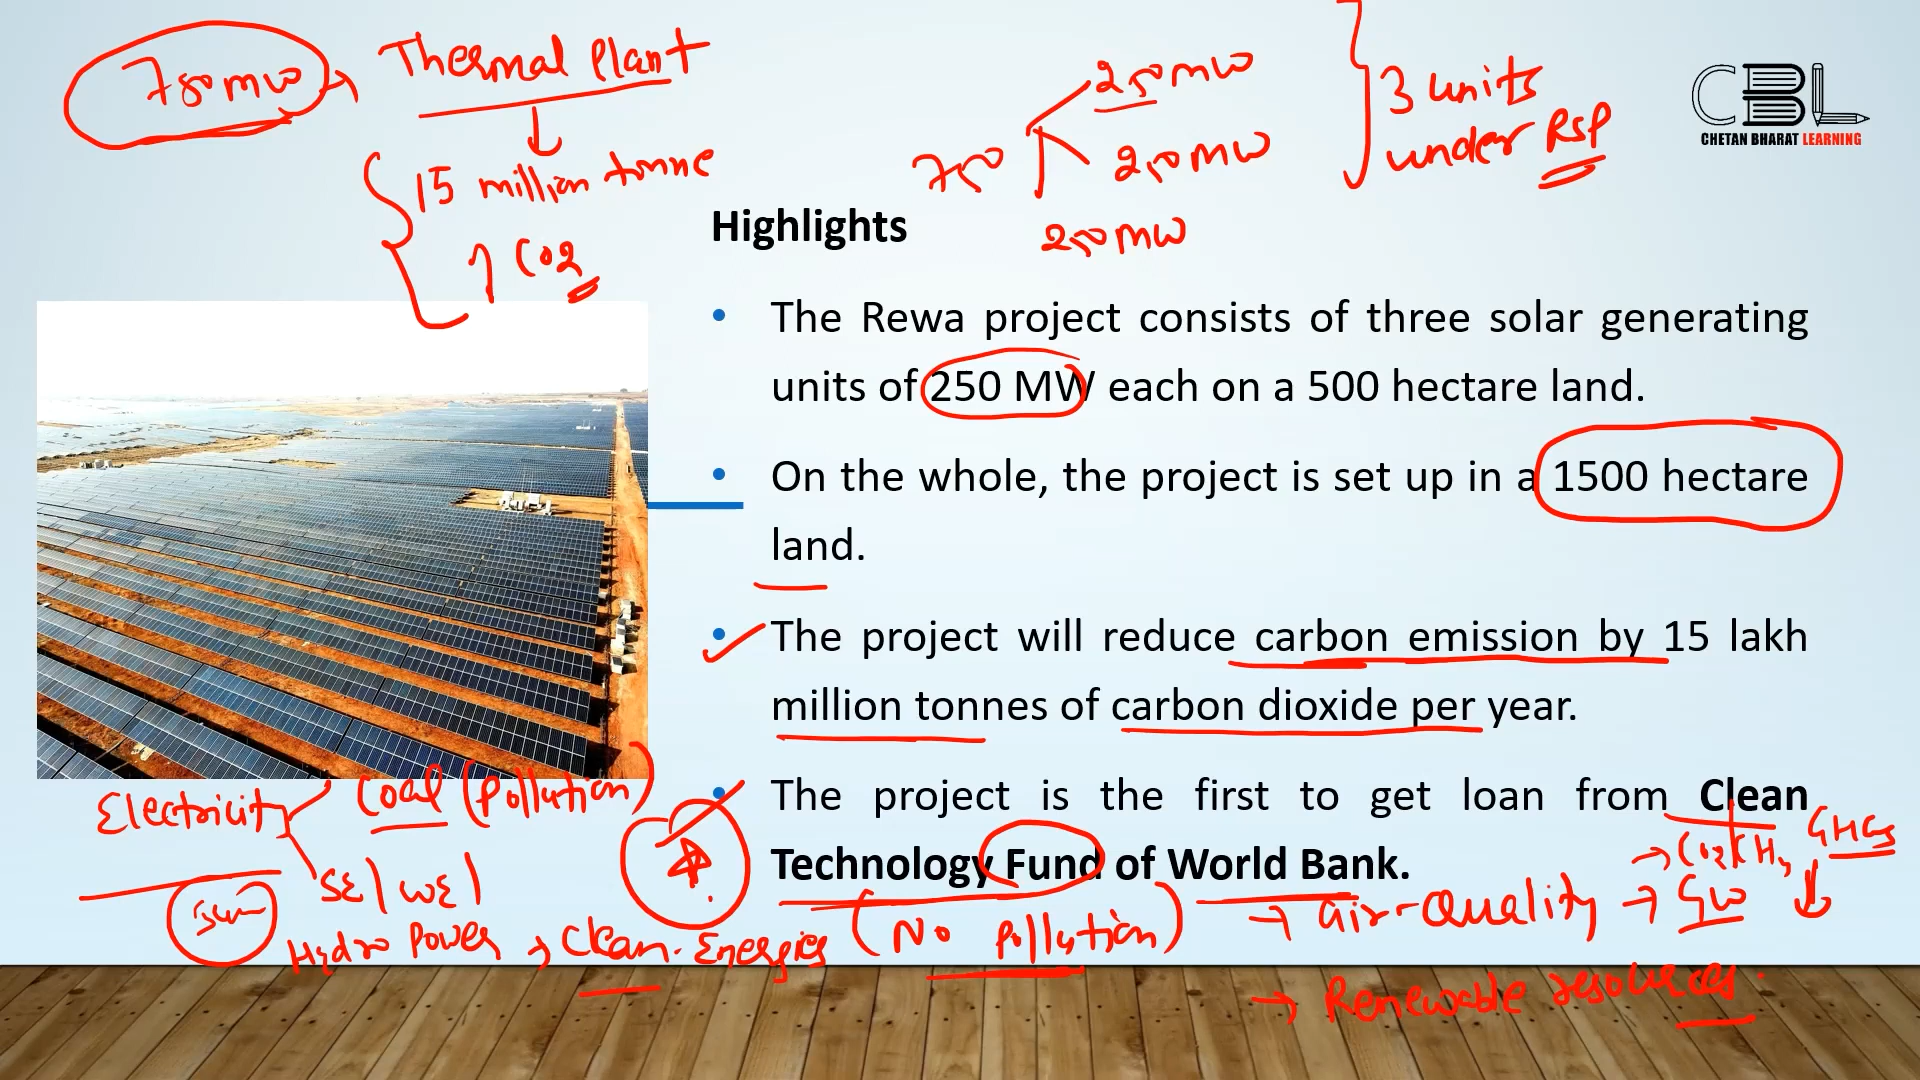 750 MW → Thermal Plant
15 million tonne
↑ CO2
750
250 MW
250 MW
250 MW
3 units
under RSP
CBL
CHETAN BHARAT LEARNING
Highlights
• The Rewa project consists of three solar generating
units of 250 MW each on a 500 hectare land.
• On the whole, the project is set up in a 1500 hectare
land.
• The project will reduce carbon emission by 15 lakh
million tonnes of carbon dioxide per year.
• The project is the first to get loan from Clean
Technology Fund of World Bank.
Electricity
Coal (Pollution)
SE | WE |
Hydro Power → Clean Energies (No Pollution)
→ air-Quality → GW
→ CO2 CH4
GHGs
→ Renewable resources.